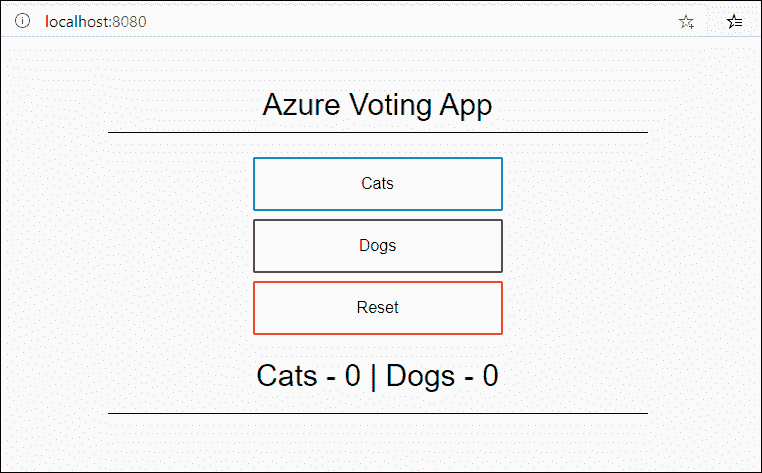 localhost:8080
Azure Voting App
Cats
Dogs
Reset
Cats - 0 | Dogs - 0